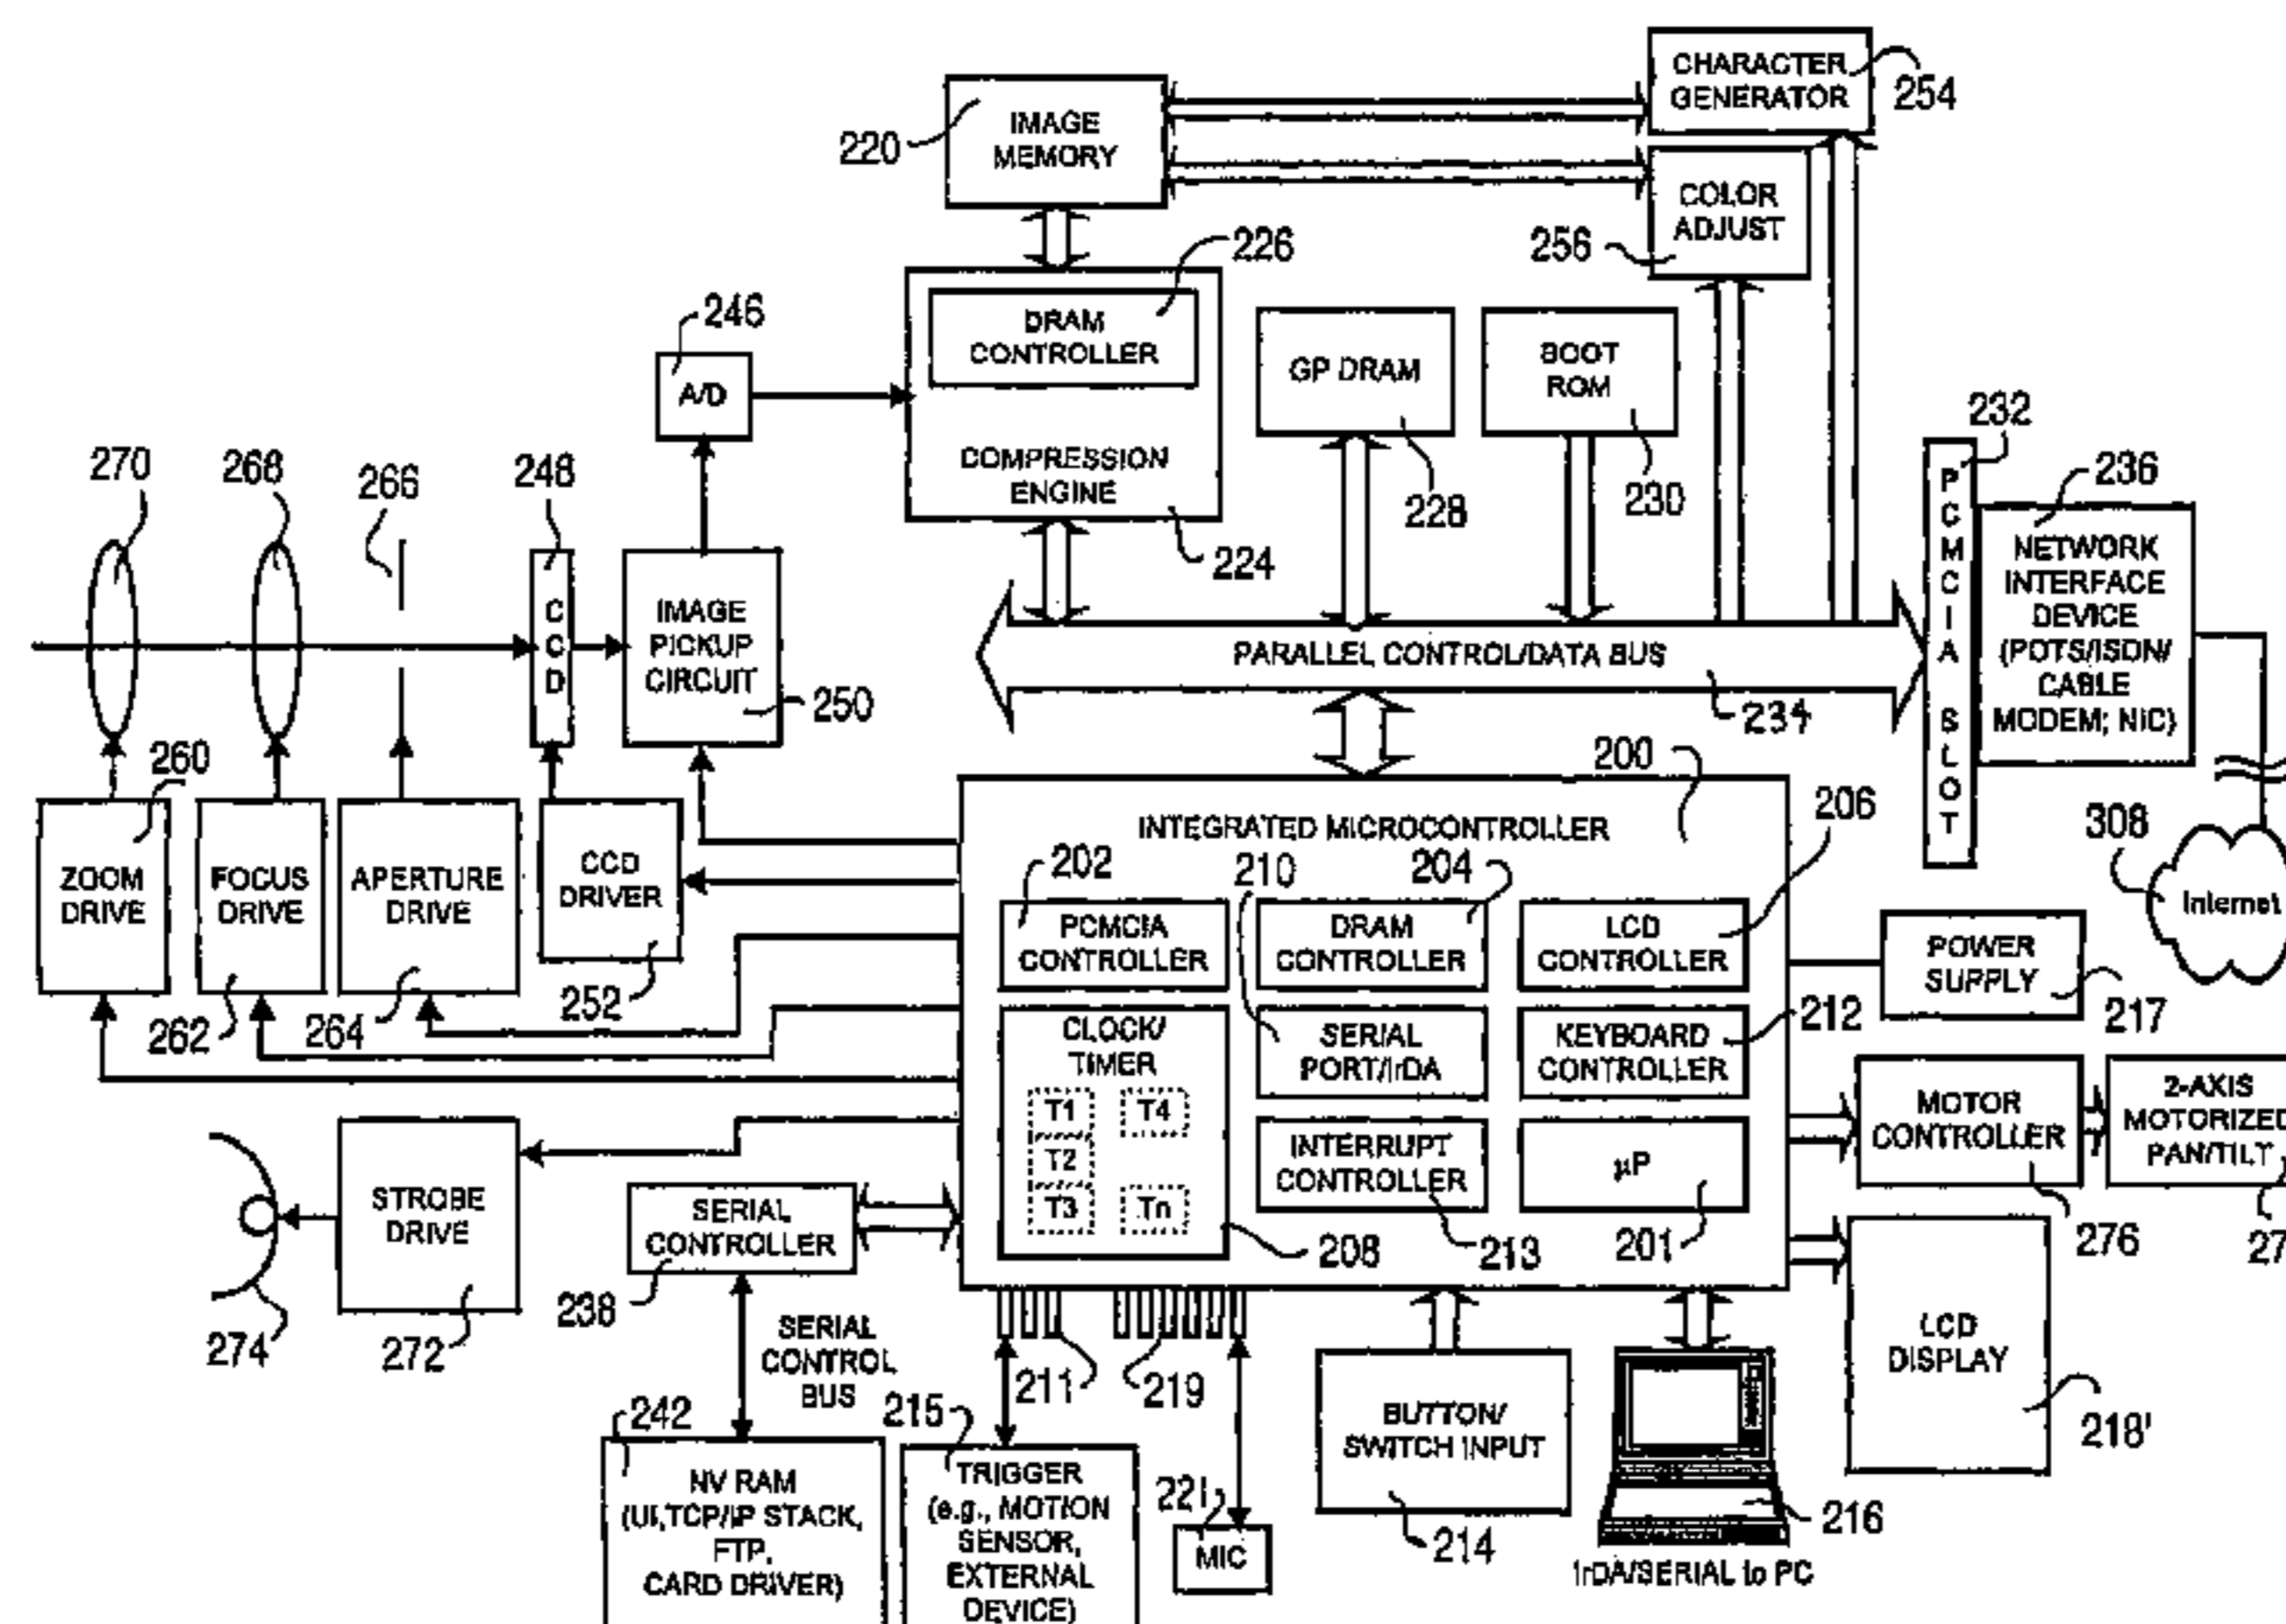 CHARACTER
GENERATOR
254
IMAGE
MEMORY
220
COLOR
ADJUST
256
226
DRAM
CONTROLLER
COMPRESSION
ENGINE
224
246
A/D
GP DRAM
228
BOOT
ROM
230
232
PCMCIA SLOT
236
NETWORK
INTERFACE
DEVICE
(POTS/ISDN/
CABLE
MODEM; NIC)
270
268
266
248
CCD
IMAGE
PICKUP
CIRCUIT
250
PARALLEL CONTROL/DATA BUS
234
260
ZOOM
DRIVE
FOCUS
DRIVE
262
APERTURE
DRIVE
264
CCD
DRIVER
252
200
INTEGRATED MICROCONTROLLER
202
PCMCIA
CONTROLLER
210
204
DRAM
CONTROLLER
206
LCD
CONTROLLER
CLOCK/
TIMER
T1
T4
T2
T3
Tn
208
SERIAL
PORT/IrDA
KEYBOARD
CONTROLLER
212
INTERRUPT
CONTROLLER
213
µP
201
308
Internet
POWER
SUPPLY
217
MOTOR
CONTROLLER
276
2-AXIS
MOTORIZED
PAN/TILT
LCD
DISPLAY
218'
274
STROBE
DRIVE
272
SERIAL
CONTROLLER
238
SERIAL
CONTROL
BUS
242
NV RAM
(UI,TCP/IP STACK,
FTP,
CARD DRIVER)
211
219
215
TRIGGER
(e.g., MOTION
SENSOR,
EXTERNAL
DEVICE)
221
MIC
BUTTON/
SWITCH INPUT
214
216
IrDA/SERIAL to PC